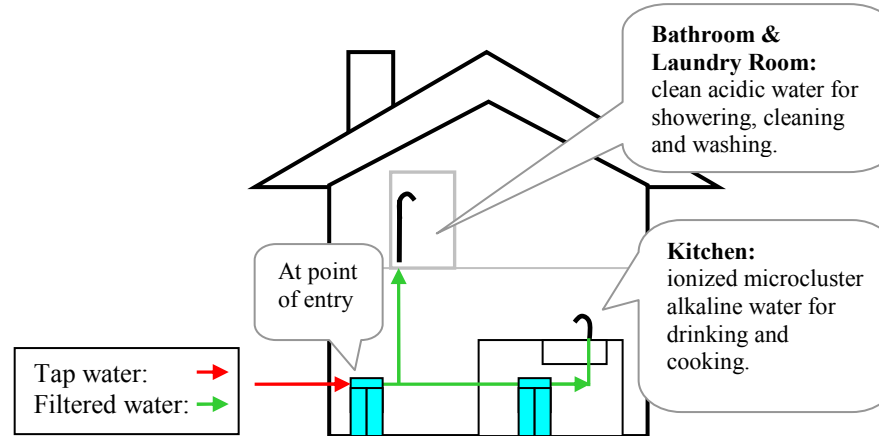 Bathroom &
Laundry Room:
clean acidic water for
showering, cleaning
and washing.
At point
of entry
Kitchen:
ionized microcluster
alkaline water for
drinking and
cooking.
Tap water:
Filtered water: